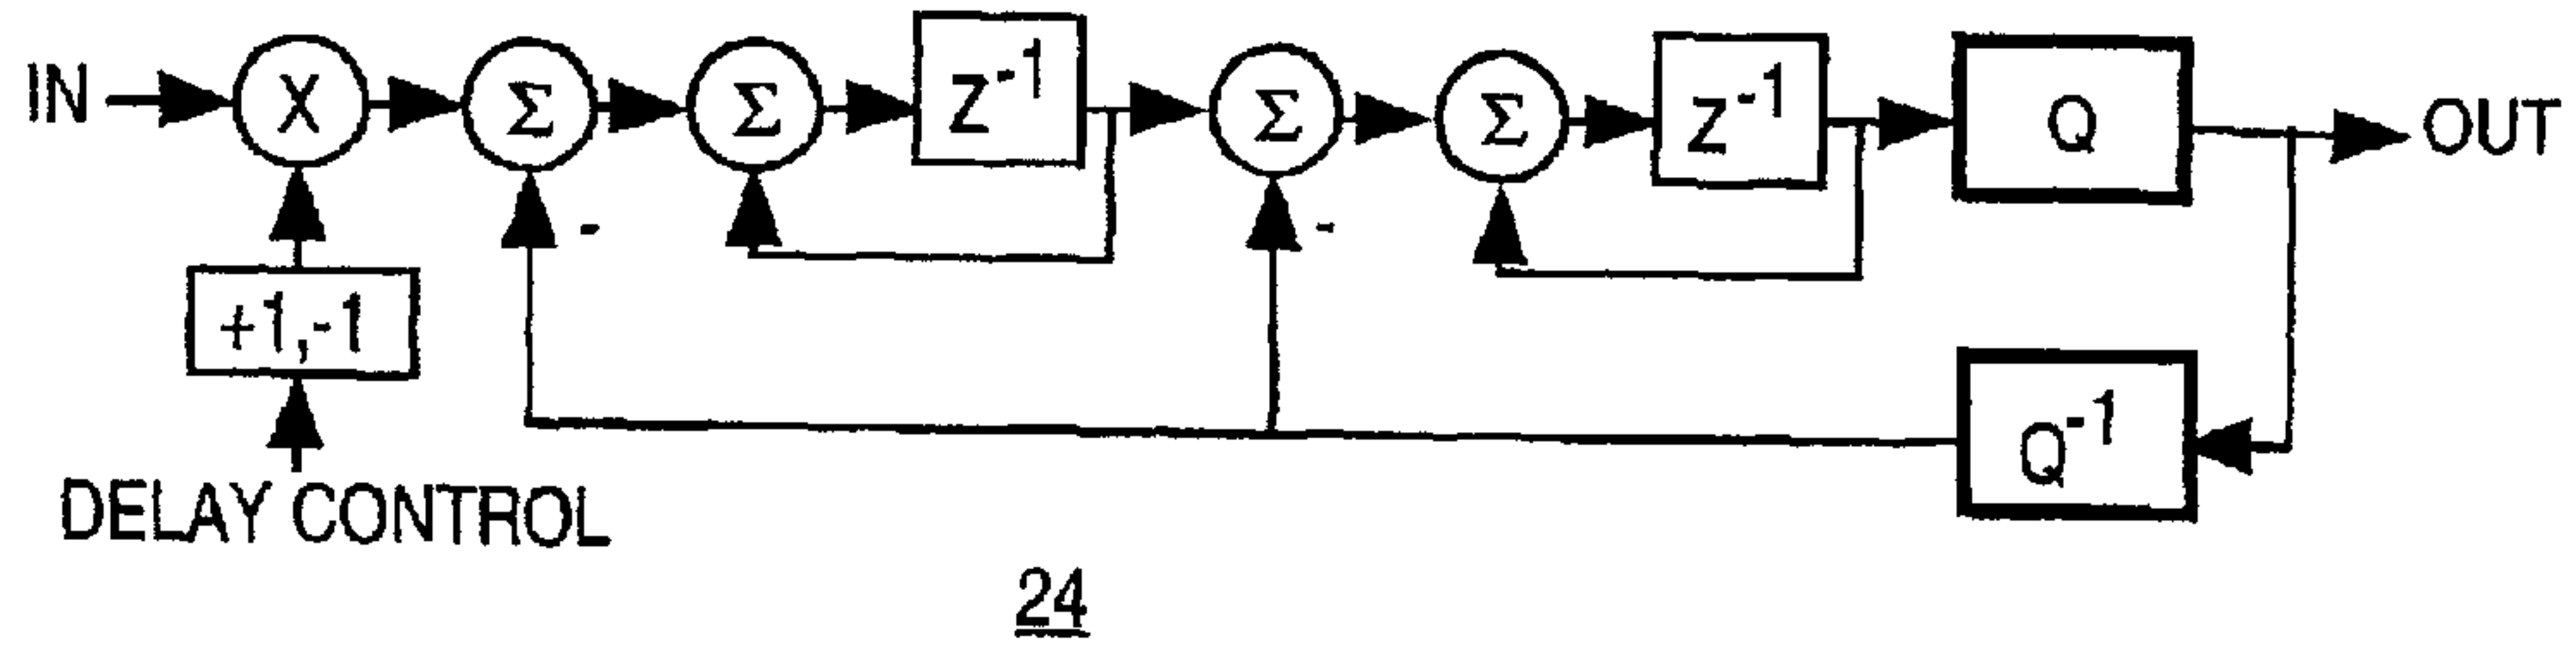 IN
X
Σ
Σ
Z-1
Σ
Σ
Z-1
Q
OUT
-
-
+1,-1
Q-1
DELAY CONTROL
24